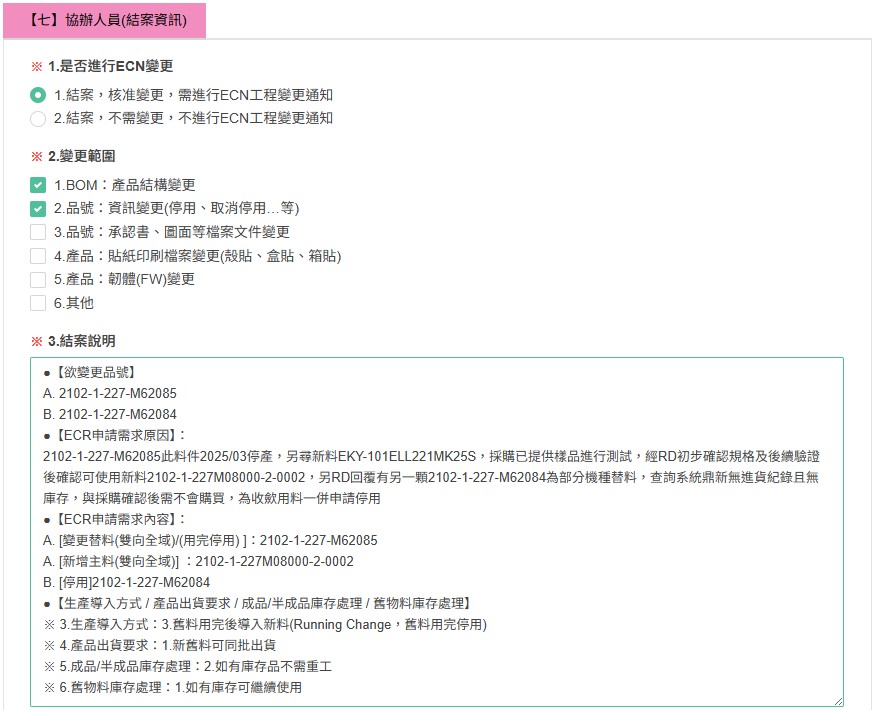 【七】協辦人員(結案資訊)
※ 1.是否進行ECN變更
1.結案，核准變更，需進行ECN工程變更通知
2.結案，不需變更，不進行ECN工程變更通知
※ 2.變更範圍
1.BOM：產品結構變更
2.品號：資訊變更(停用、取消停用…等)
3.品號：承認書、圖面等檔案文件變更
4.產品：貼紙印刷檔案變更(殼貼、盒貼、箱貼)
5.產品：韌體(FW)變更
6.其他
※ 3.結案說明
●【欲變更品號】
A. 2102-1-227-M62085
B. 2102-1-227-M62084
●【ECR申請需求原因】：
2102-1-227-M62085此料件2025/03停產，另尋新料EKY-101ELL221MK25S，採購已提供樣品進行測試，經RD初步確認規格及後續驗證
後確認可使用新料2102-1-227M08000-2-0002，另RD回覆有另一顆2102-1-227-M62084為部分機種替料，查詢系統鼎新無進貨紀錄且無
庫存，與採購確認後需不會購買，為收斂用料一併申請停用
●【ECR申請需求內容】：
A. [變更替料(雙向全域)/(用完停用) ]：2102-1-227-M62085
A. [新增主料(雙向全域)] ：2102-1-227M08000-2-0002
B. [停用]2102-1-227-M62084
●【生產導入方式 / 產品出貨要求 / 成品/半成品庫存處理 / 舊物料庫存處理】
※ 3.生產導入方式：3.舊料用完後導入新料(Running Change，舊料用完停用)
※ 4.產品出貨要求：1.新舊料可同批出貨
※ 5.成品/半成品庫存處理：2.如有庫存品不需重工
※ 6.舊物料庫存處理：1.如有庫存可繼續使用